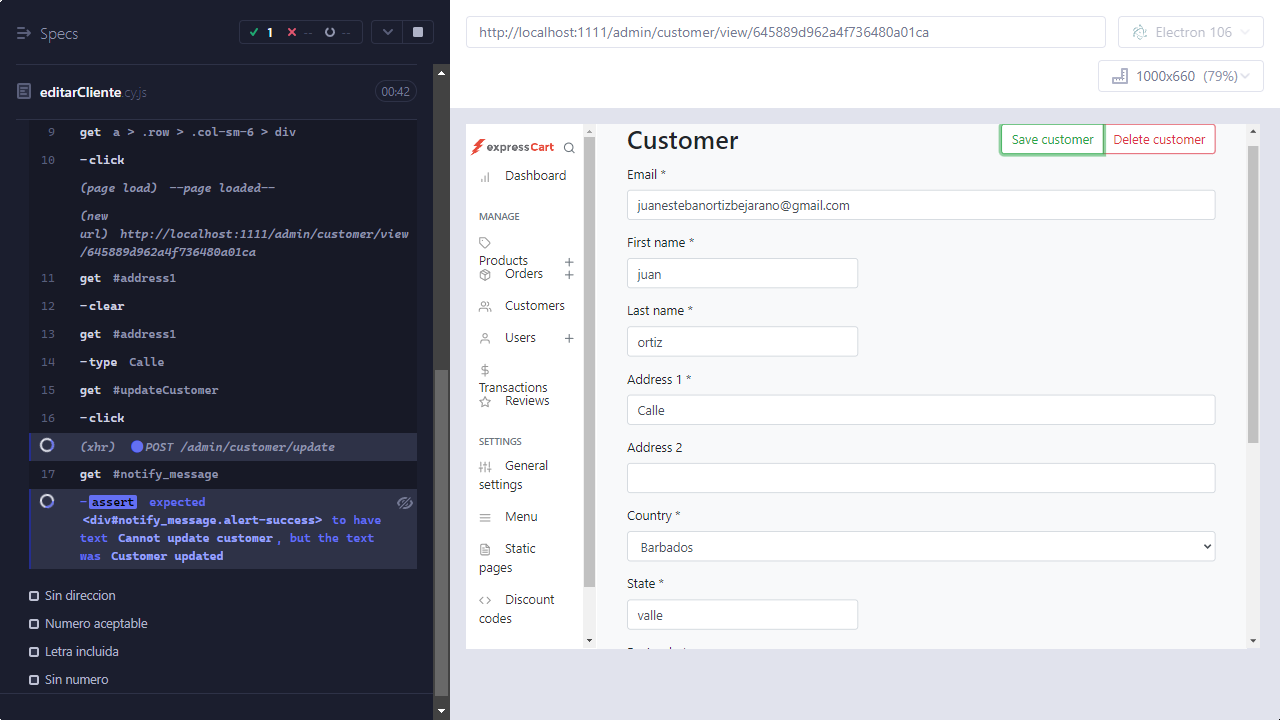 Specs
1
--
--
editarCliente.cy.js
00:42
9 get a > .row > .col-sm-6 > div
10 -click
(page load) --page loaded--
(new
url) http://localhost:1111/admin/customer/view
/645889d962a4f736480a01ca
11 get #address1
12 -clear
13 get #address1
14 -type Calle
15 get #updateCustomer
16 -click
(xhr) POST /admin/customer/update
17 get #notify_message
-assert expected
<div#notify_message.alert-success> to have
text Cannot update customer, but the text
was Customer updated
Sin direccion
Numero aceptable
Letra incluida
Sin numero
http://localhost:1111/admin/customer/view/645889d962a4f736480a01ca
Electron 106
1000x660 (79%)
expressCart
Dashboard
MANAGE
Products +
Orders +
Customers
Users +
Transactions
Reviews
SETTINGS
General
settings
Menu
Static
pages
Discount
codes
Customer
Save customer
Delete customer
Email *
juanestebanortizbejarano@gmail.com
First name *
juan
Last name *
ortiz
Address 1 *
Calle
Address 2
Country *
Barbados
State *
valle